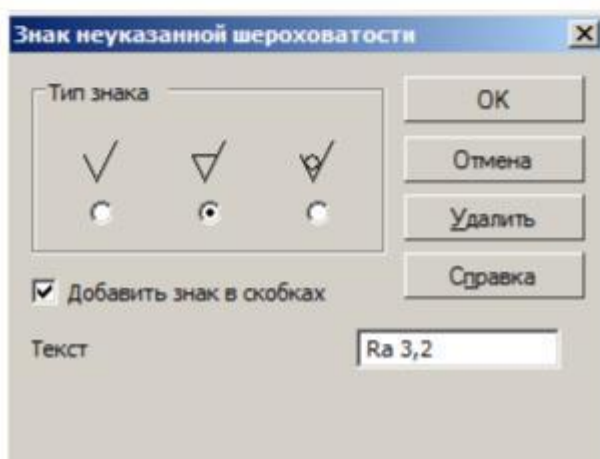 Знак неуказанной шероховатости
Тип знака
OK
Отмена
Удалить
Справка
Добавить знак в скобках
Текст
Ra 3,2